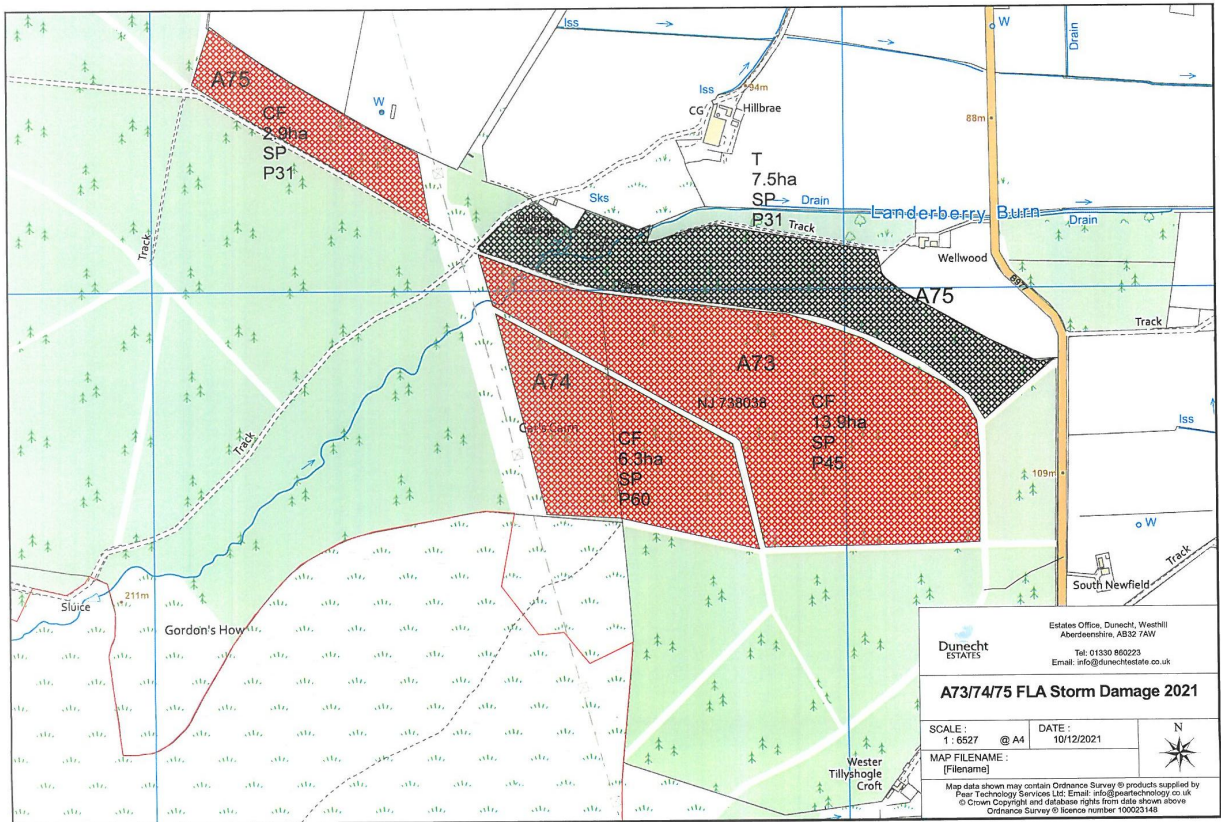 Iss
W
Drain
A75
CF
2.9ha
SP
P31
W
Iss
94m
CG
Hillbrae
88m
T
7.5ha
SP
P31
Sks
Drain
Landerberry Burn
Drain
Track
Track
Wellwood
B977
A75
Track
A73
A74
NJ 738038
CF
13.9ha
SP
P45
Cat's Cairn
CF
6.3ha
SP
P60
Iss
Track
109m
W
Track
South Newfield
Sluice
211m
Gordon's How
Wester
Tillyshogle
Croft
Dunecht
ESTATES
Estates Office, Dunecht, Westhill
Aberdeenshire, AB32 7AW
Tel: 01330 860223
Email: info@dunechtestate.co.uk
A73/74/75 FLA Storm Damage 2021
SCALE :
1 : 6527 @ A4
DATE :
10/12/2021
N
MAP FILENAME :
[Filename]
Map data shown may contain Ordnance Survey ® products supplied by
Pear Technology Services Ltd; Email: info@peartechnology.co.uk
© Crown Copyright and database rights from date shown above
Ordnance Survey ® licence number 100023148